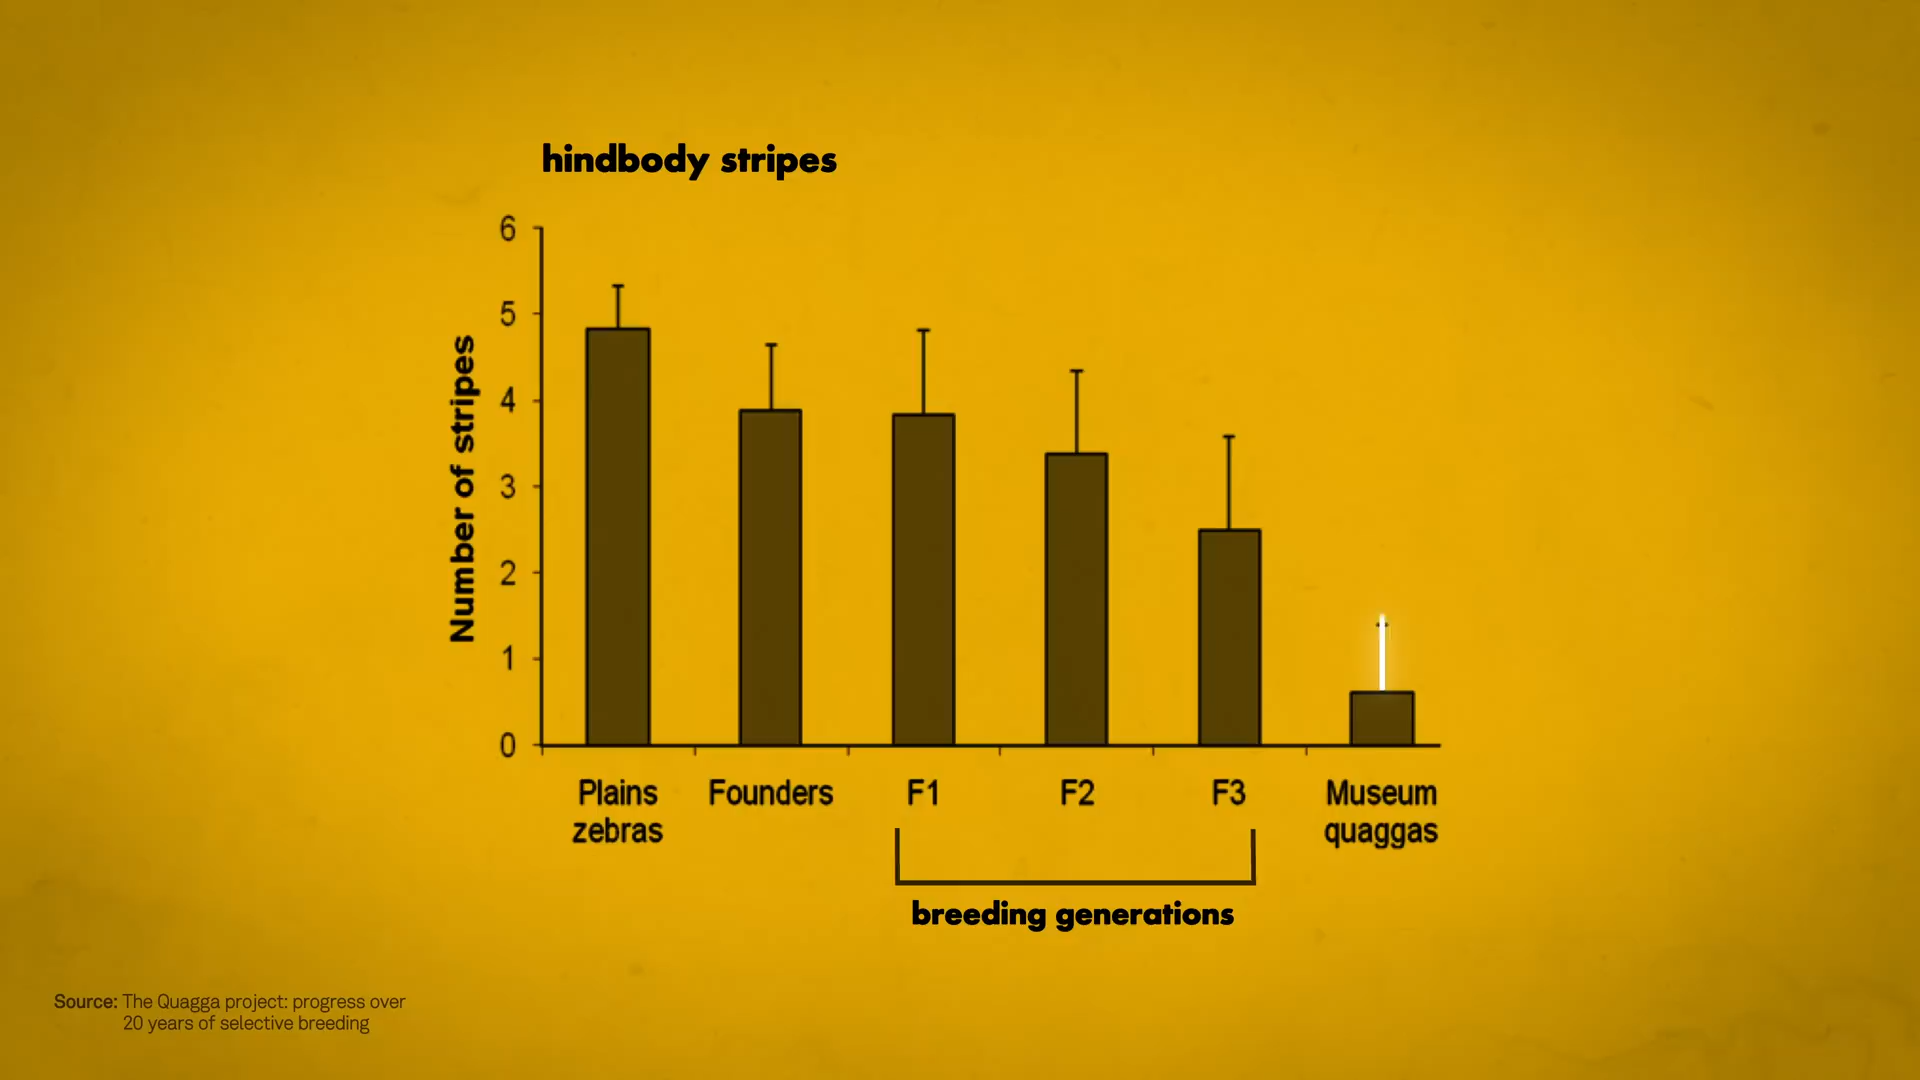 hindbody stripes
6
5
4
3
2
1
0
Number of stripes
Plains
zebras
Founders
F1
F2
F3
Museum
quaggas
breeding generations
Source: The Quagga project: progress over
20 years of selective breeding